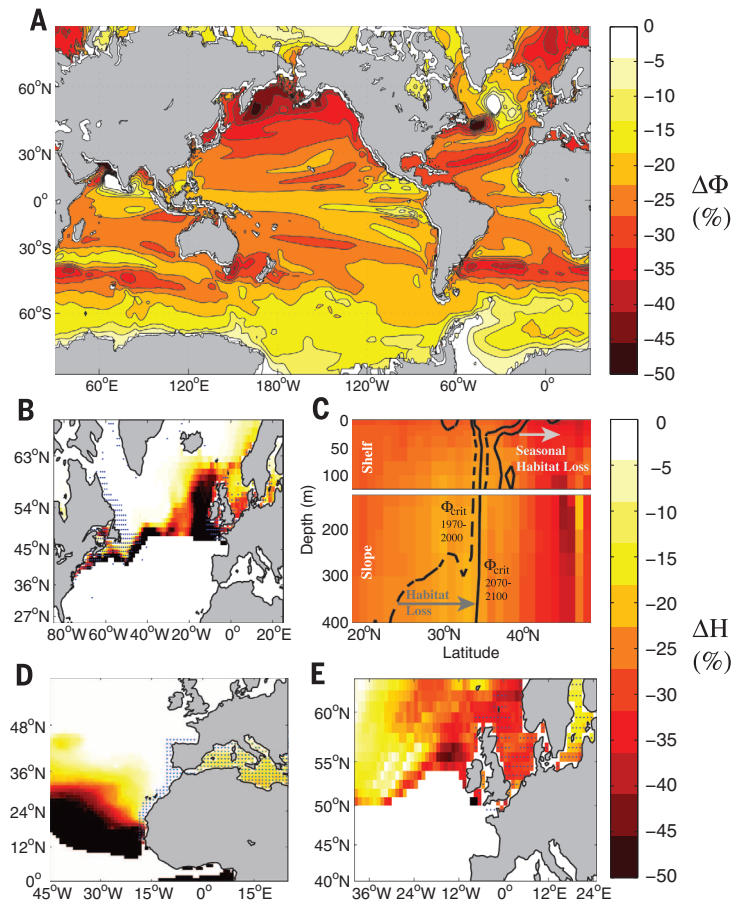 A
60°N
30°N
0°
30°S
60°S
60°E
120°E
180°W
120°W
60°W
0°
0
−5
−10
−15
−20
−25
−30
−35
−40
−45
−50
ΔΦ
(%)
B
63°N
54°N
45°N
36°N
27°N
80°W
60°W
40°W
20°W
0°
20°E
C
0
50
100
200
300
400
Depth (m)
Shelf
Slope
Seasonal
Habitat Loss
Φcrit
1970-
2000
Φcrit
2070-
2100
Habitat
Loss
20°N
30°N
40°N
Latitude
0
−5
−10
−15
−20
−25
−30
−35
−40
−45
−50
ΔH
(%)
D
48°N
36°N
24°N
12°N
0°
45°W
30°W
15°W
0°
15°E
E
60°N
55°N
50°N
45°N
40°N
36°W
24°W
12°W
0°
12°E
24°E